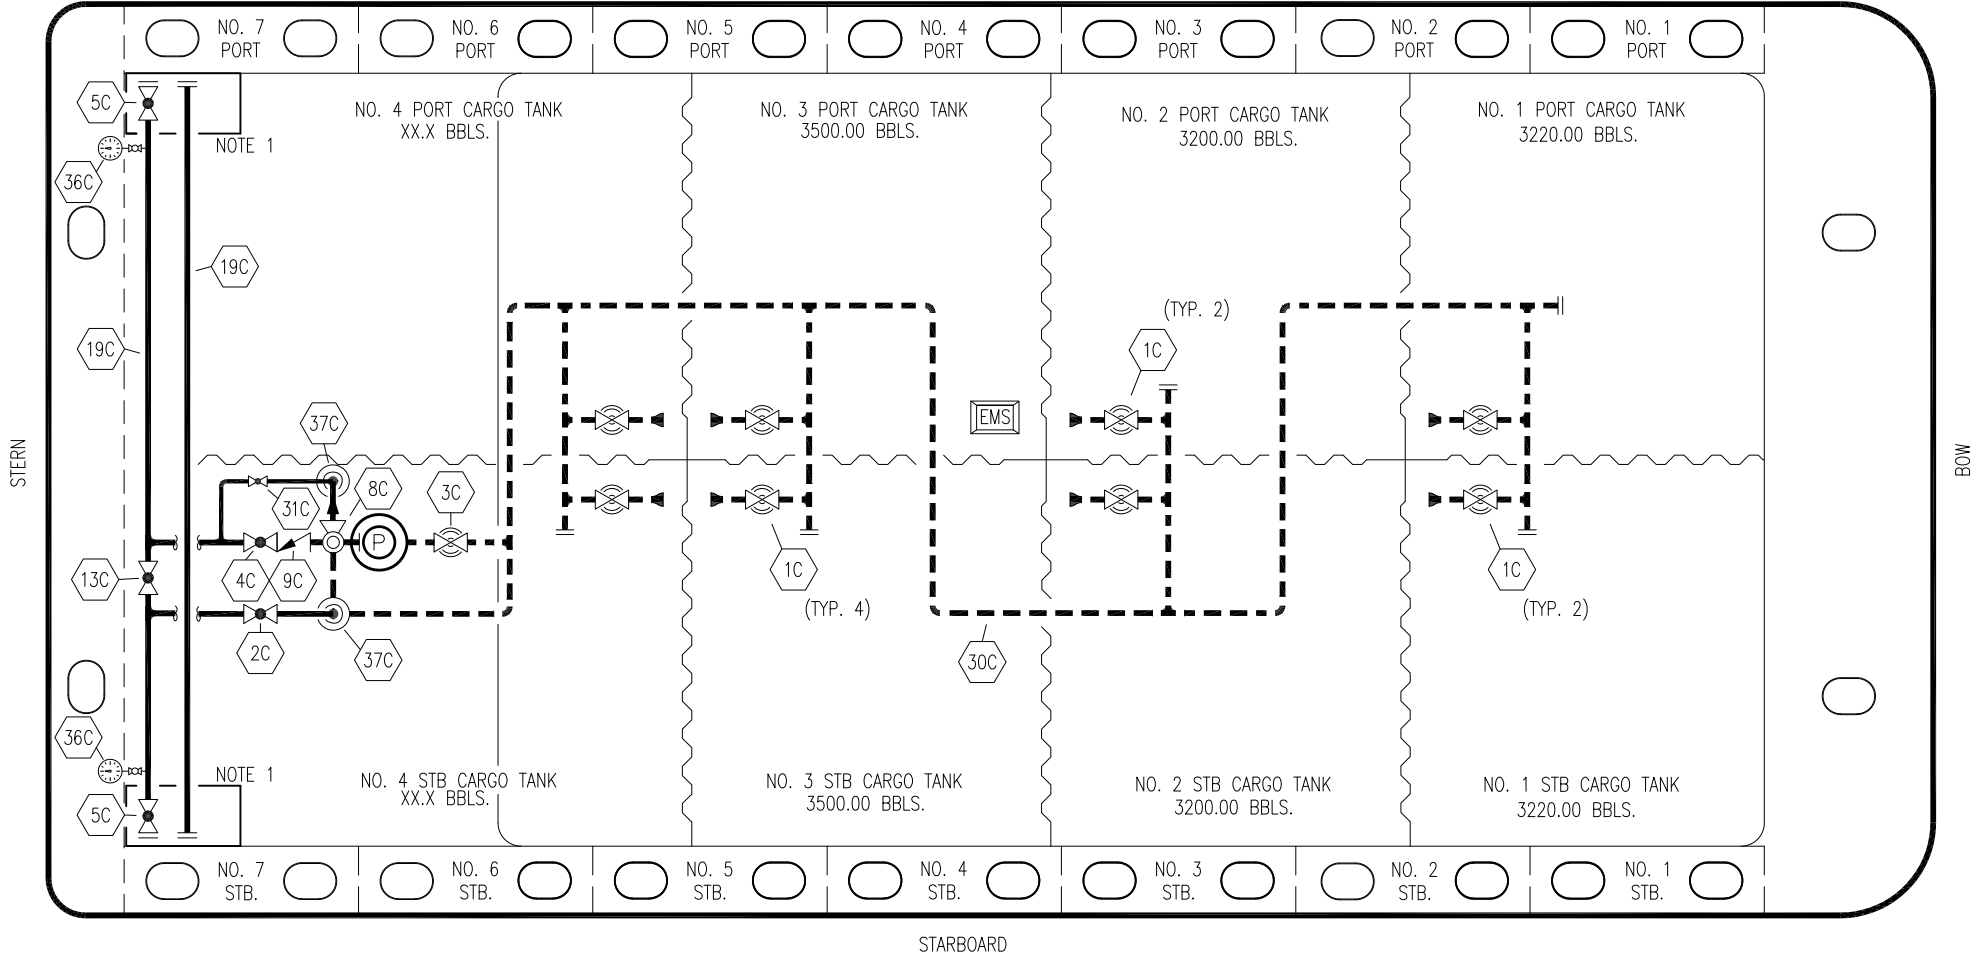 NO. 7
PORT
NO. 6
PORT
NO. 5
PORT
NO. 4
PORT
NO. 3
PORT
NO. 2
PORT
NO. 1
PORT
5C
NO. 4 PORT CARGO TANK
XX.X BBLS.
NO. 3 PORT CARGO TANK
3500.00 BBLS.
NO. 2 PORT CARGO TANK
3200.00 BBLS.
NO. 1 PORT CARGO TANK
3220.00 BBLS.
NOTE 1
36C
19C
19C
(TYP. 2)
1C
37C
EMS
STERN
BOW
8C
3C
31C
P
13C
4C
9C
1C
(TYP. 4)
1C
(TYP. 2)
2C
37C
30C
36C
NOTE 1
5C
NO. 4 STB CARGO TANK
XX.X BBLS.
NO. 3 STB CARGO TANK
3500.00 BBLS.
NO. 2 STB CARGO TANK
3200.00 BBLS.
NO. 1 STB CARGO TANK
3220.00 BBLS.
NO. 7
STB.
NO. 6
STB.
NO. 5
STB.
NO. 4
STB.
NO. 3
STB.
NO. 2
STB.
NO. 1
STB.
STARBOARD